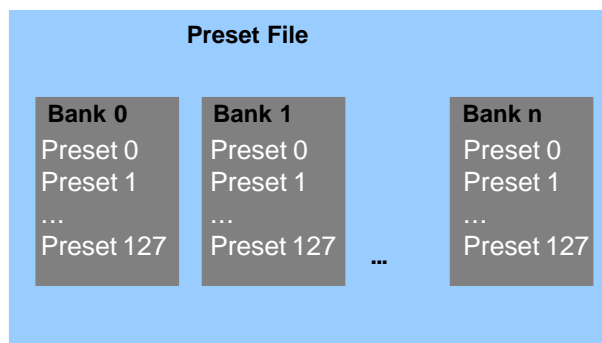 Preset File
Bank 0
Preset 0
Preset 1
...
Preset 127
Bank 1
Preset 0
Preset 1
...
Preset 127
...
Bank n
Preset 0
Preset 1
...
Preset 127